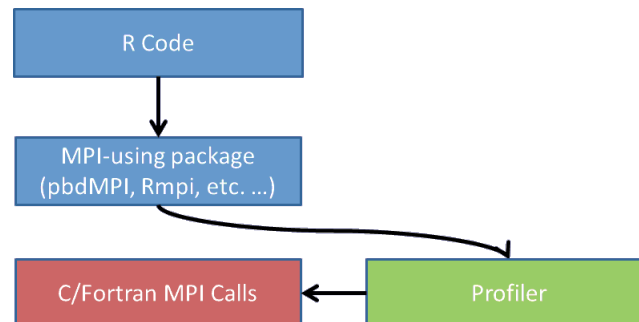 R Code
MPI-using package
(pbdMPI, Rmpi, etc. …)
C/Fortran MPI Calls
Profiler